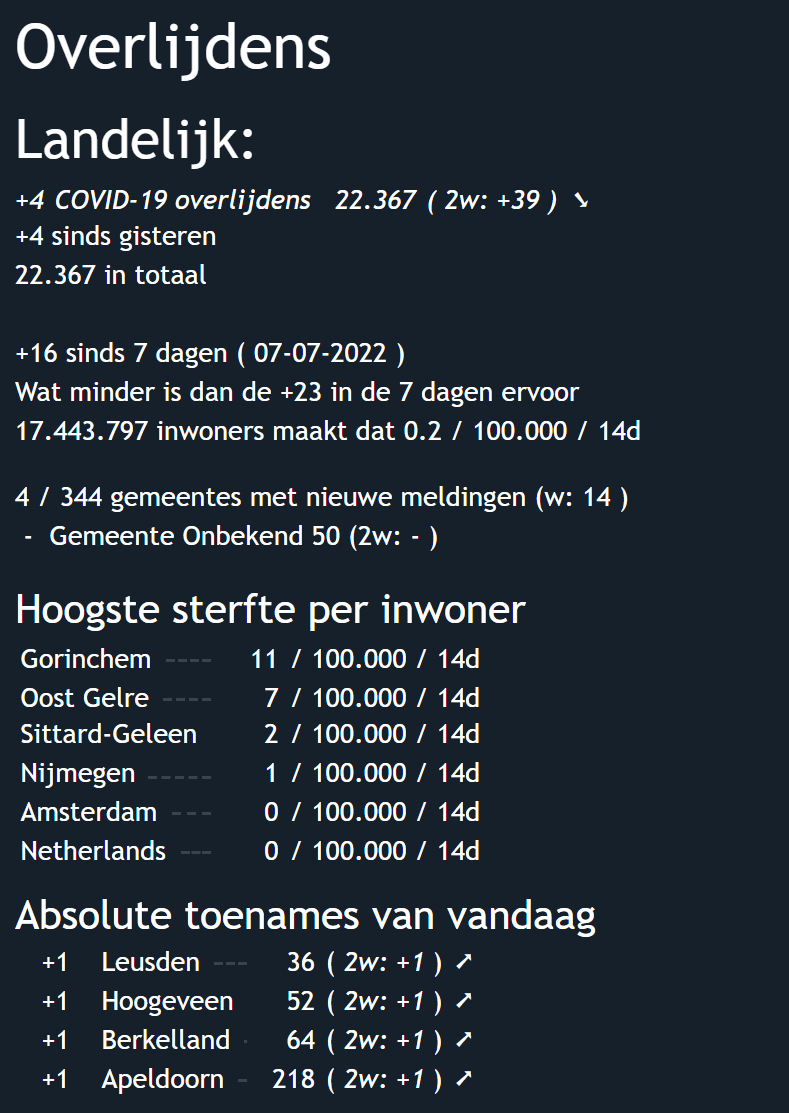 Overlijdens
Landelijk:
+4 COVID-19 overlijdens 22.367 ( 2w: +39 ) ➘
+4 sinds gisteren
22.367 in totaal
+16 sinds 7 dagen ( 07-07-2022 )
Wat minder is dan de +23 in de 7 dagen ervoor
17.443.797 inwoners maakt dat 0.2 / 100.000 / 14d
4 / 344 gemeentes met nieuwe meldingen (w: 14 )
- Gemeente Onbekend 50 (2w: - )
Hoogste sterfte per inwoner
Gorinchem ---- 11 / 100.000 / 14d
Oost Gelre ---- 7 / 100.000 / 14d
Sittard-Geleen 2 / 100.000 / 14d
Nijmegen ----- 1 / 100.000 / 14d
Amsterdam --- 0 / 100.000 / 14d
Netherlands --- 0 / 100.000 / 14d
Absolute toenames van vandaag
+1 Leusden --- 36 ( 2w: +1 ) ➚
+1 Hoogeveen 52 ( 2w: +1 ) ➚
+1 Berkelland · 64 ( 2w: +1 ) ➚
+1 Apeldoorn - 218 ( 2w: +1 ) ➚